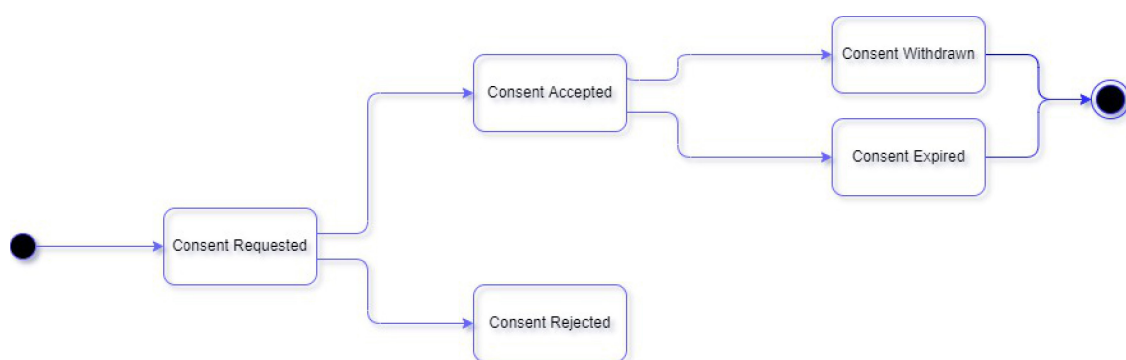 Consent Withdrawn
Consent Accepted
Consent Expired
Consent Requested
Consent Rejected